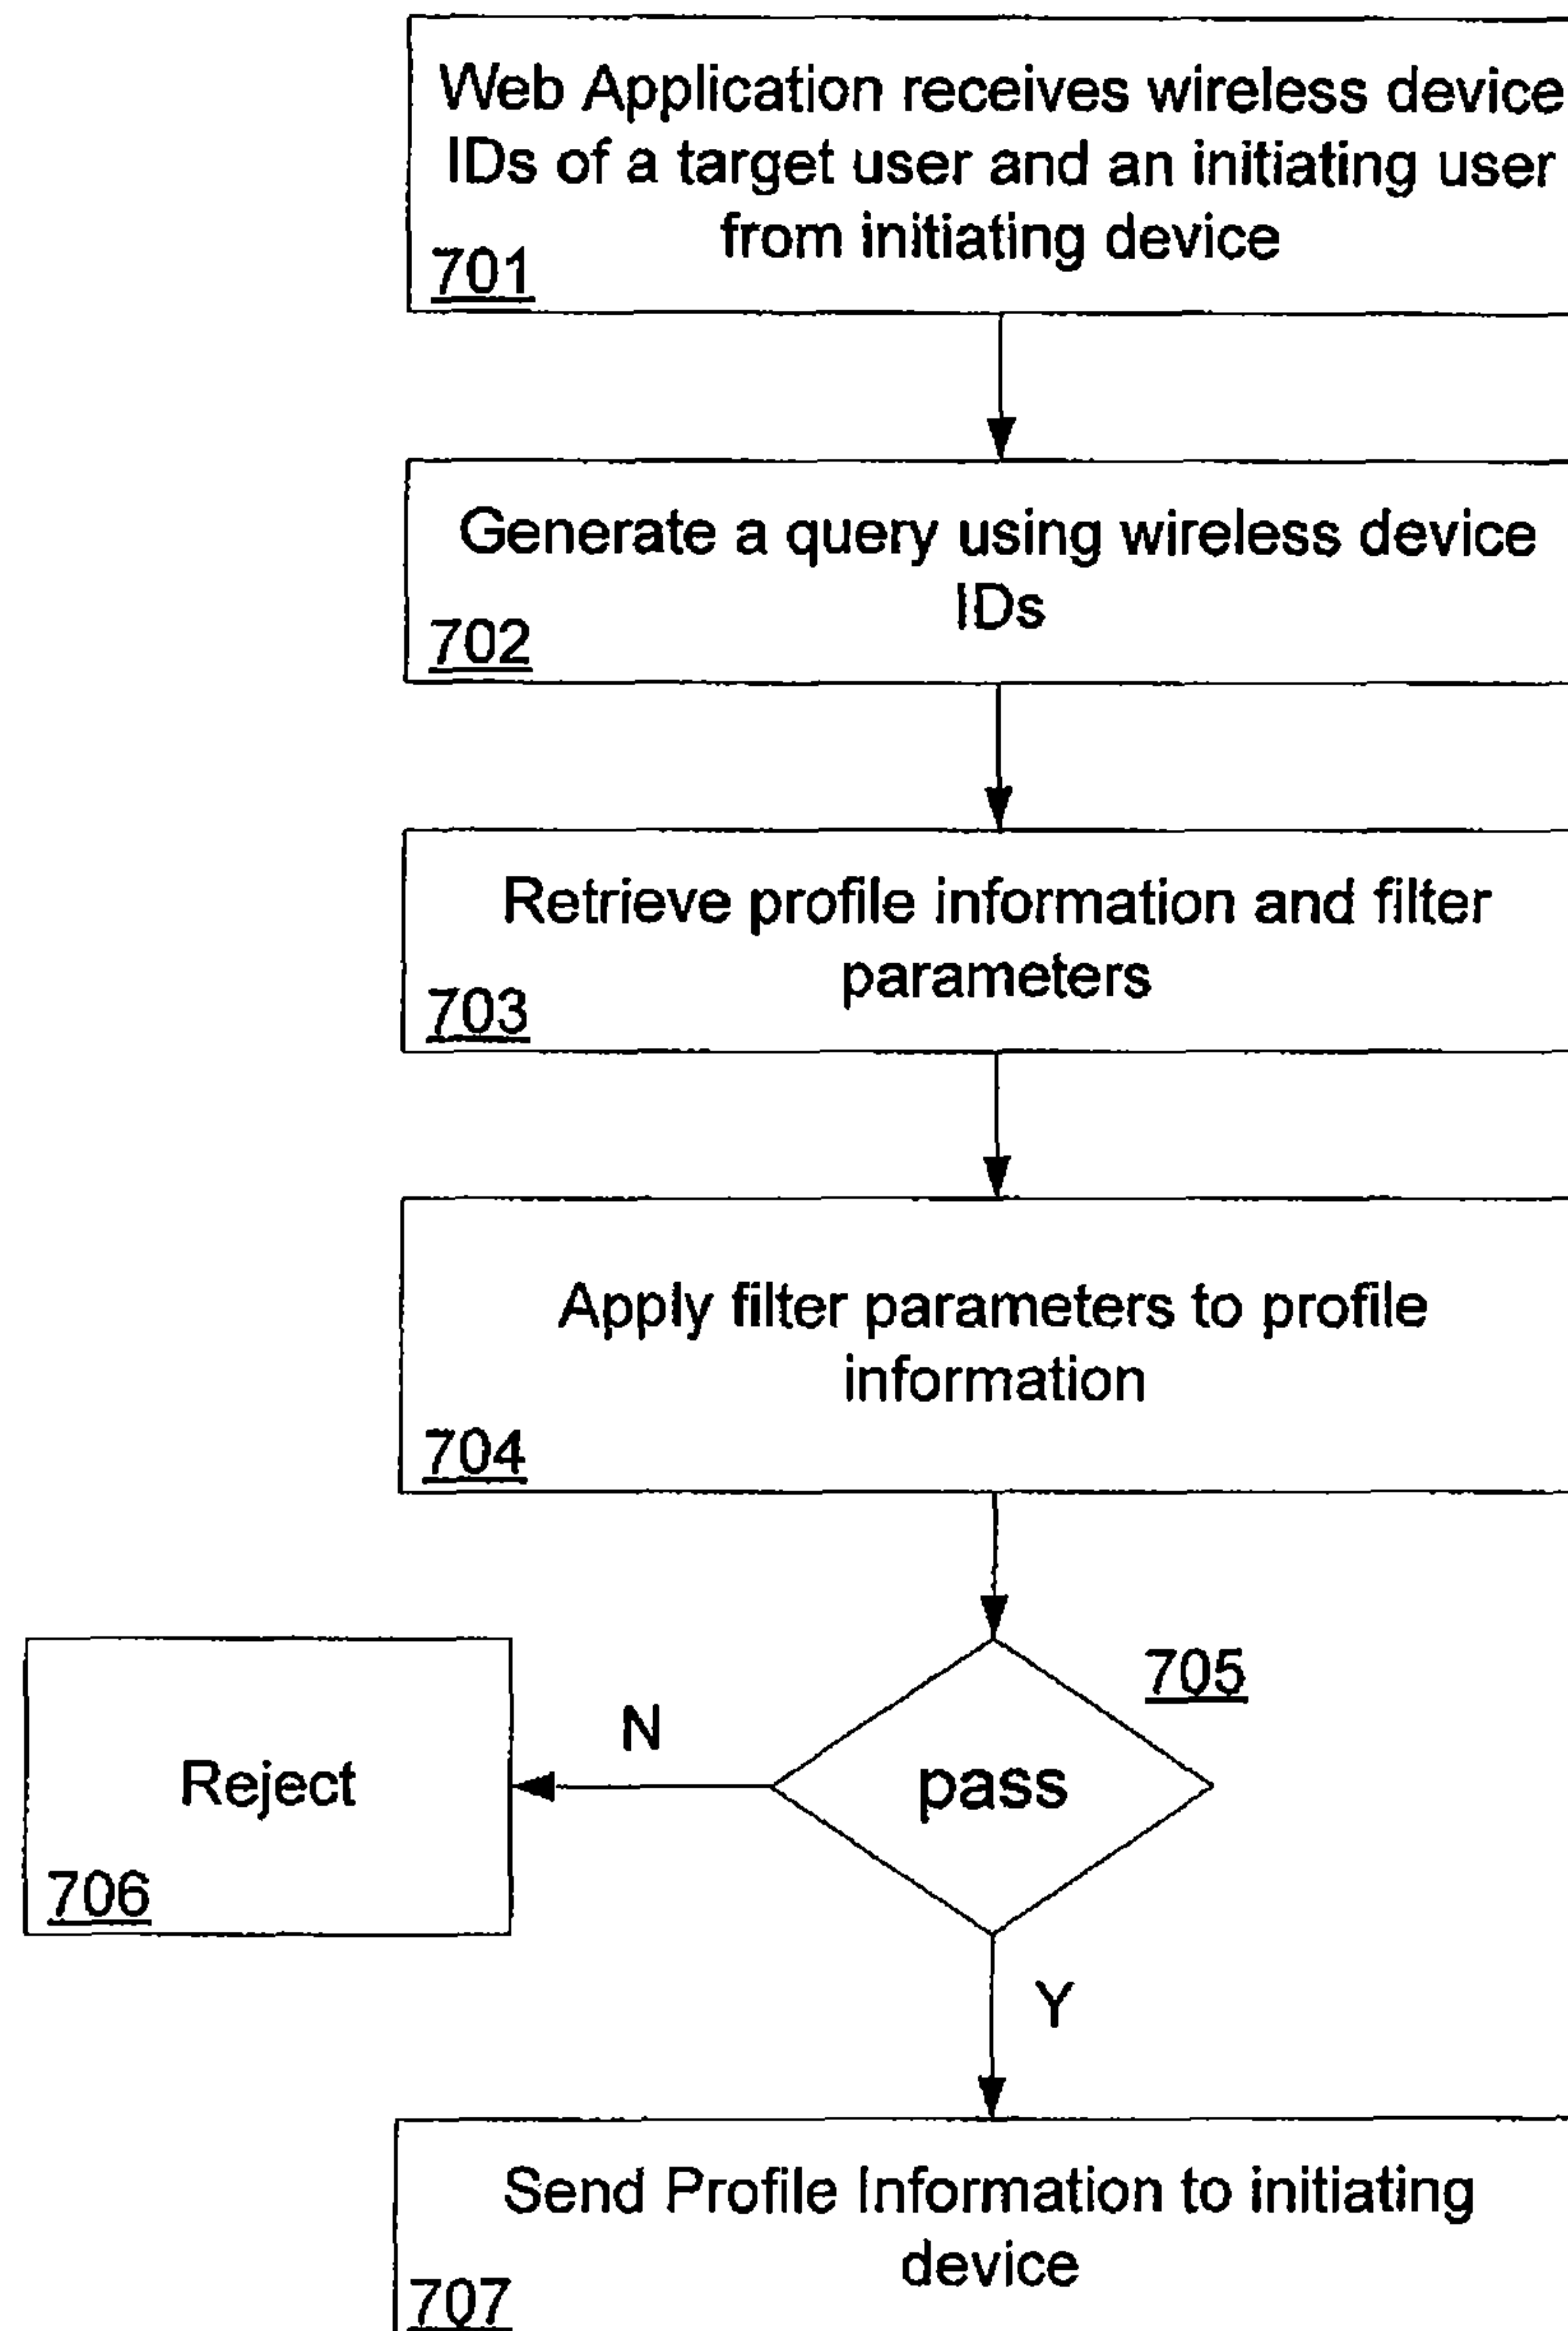 Web Application receives wireless device
IDs of a target user and an initiating user
from initiating device
701
Generate a query using wireless device
IDs
702
Retrieve profile information and filter
parameters
703
Apply filter parameters to profile
information
704
705
N
pass
Reject
706
Y
Send Profile Information to initiating
device
707